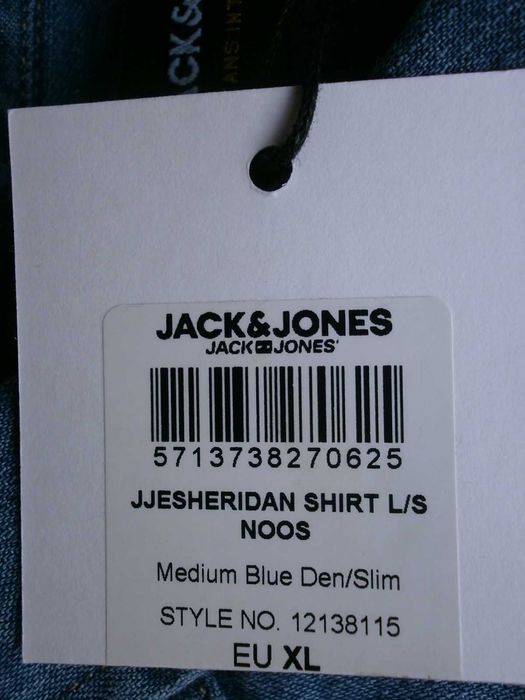 JACK&JONES
JACK JONES
5713738270625
JJESHERIDAN SHIRT L/S
NOOS
Medium Blue Den/Slim
STYLE NO. 12138115
EU XL